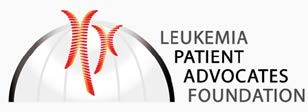 LEUKEMIA
PATIENT
ADVOCATES
FOUNDATION